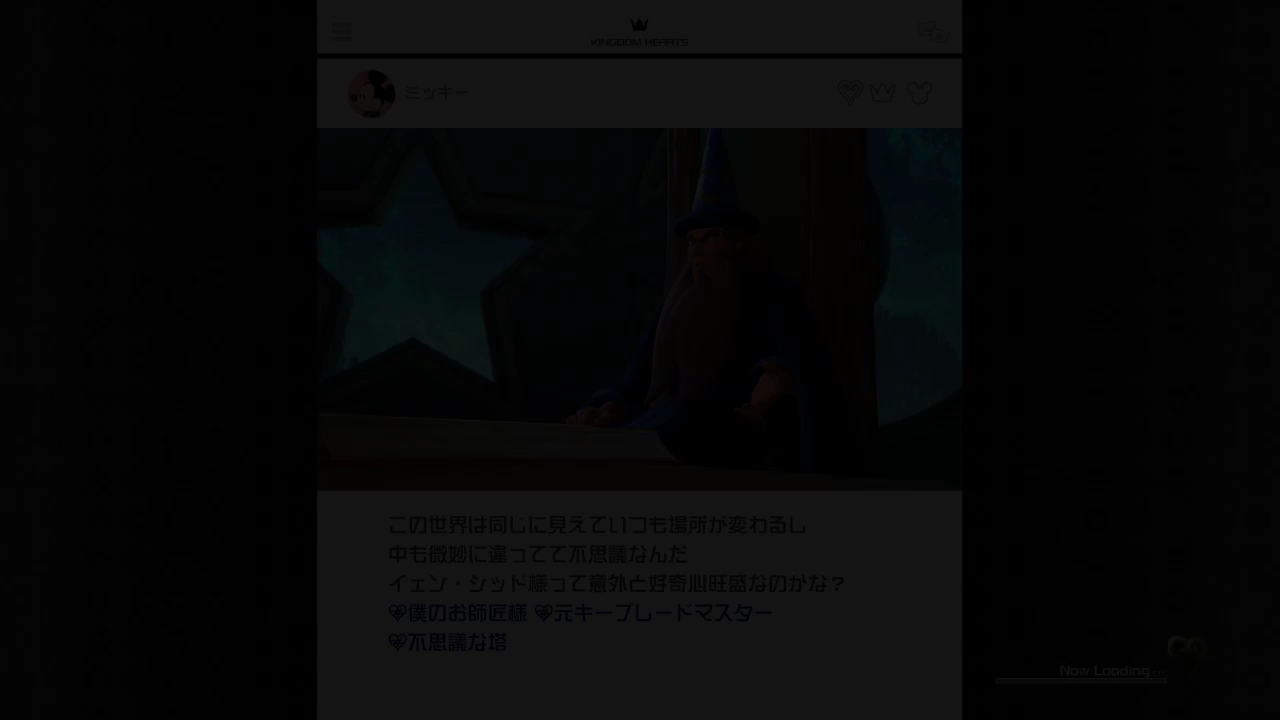 KINGDOM HEARTS
ミッキー
この世界は同じに見えていつも場所が変わるし
中も微妙に違ってて不思議なんだ
イェン・シッド様って意外と好奇心旺盛なのかな？
僕のお師匠様 元キーブレードマスター
不思議な塔
Now Loading...